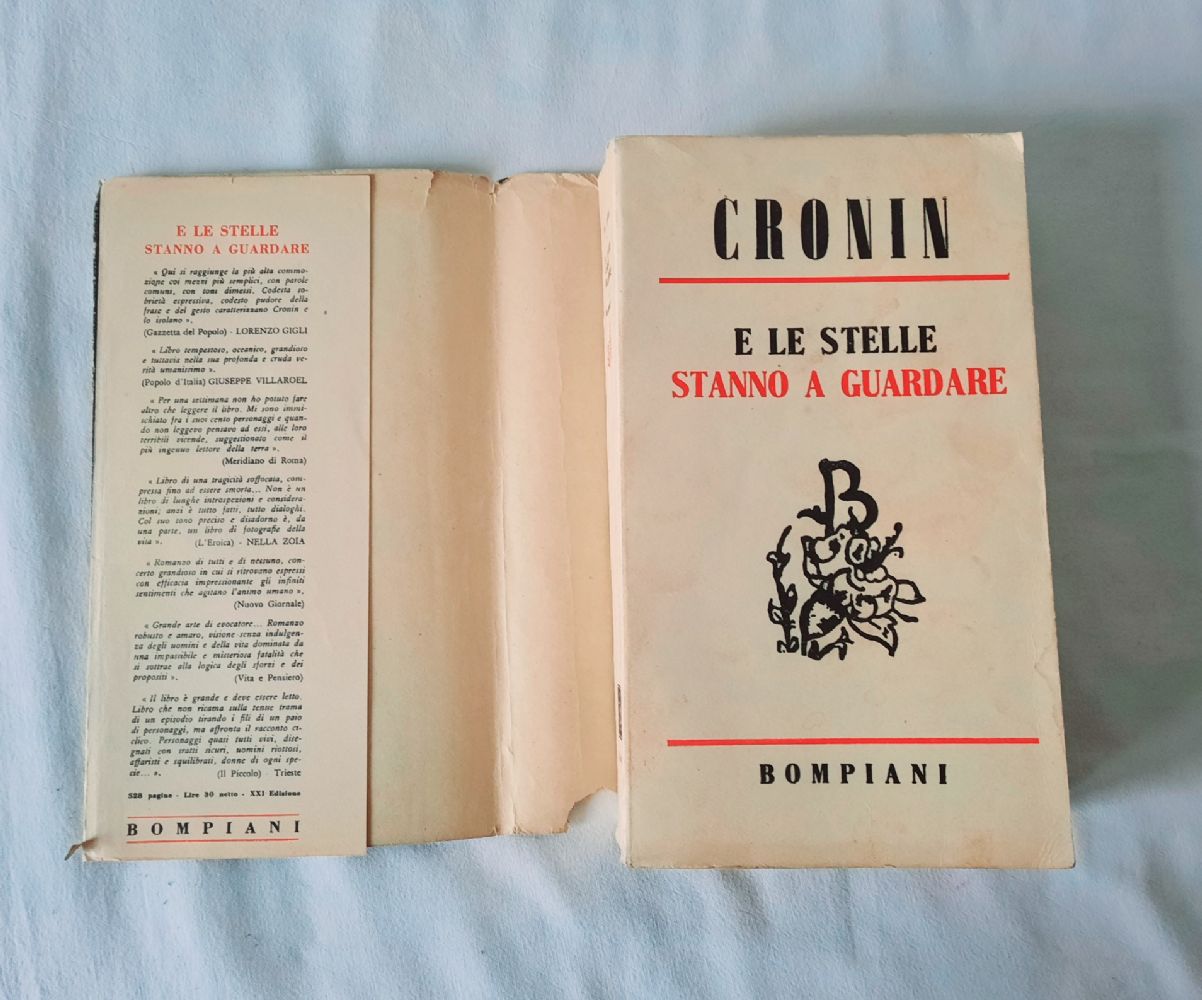 E LE STELLE
STANNO A GUARDARE
« Qui si raggiunge la più alta commo-
zione coi mezzi più semplici, con parole
comuni, con toni dimessi. Codesta so-
brietà espressiva, codesto pudore della
frase e del gesto caratterizzano Cronin e
lo isolano ».
(Gazzetta del Popolo) - LORENZO GIGLI
« Libro tempestoso, oceanico, grandioso
e tuttavia nella sua profonda e cruda ve-
rità umanissimo ».
(Popolo d'Italia) GIUSEPPE VILLAROEL
« Per una settimana non ho potuto fare
altro che leggere il libro. Mi sono immi-
schiato fra i suoi cento personaggi e quan-
do non leggevo pensavo ad essi, alle loro
terribili vicende, suggestionato come il
più ingenuo lettore della terra ».
(Meridiano di Roma)
« Libro di una tragicità soffocata, com-
pressa fino ad essere smorta... Non è un
libro di lunghe introspezioni e considera-
zioni; anzi è tutto fatti, tutto dialoghi.
Col suo tono preciso e disadorno è, da
una parte, un libro di fotografie della
vita ». (L'Eroica) - NELLA ZOIA
« Romanzo di tutti e di nessuno, con-
certo grandioso in cui si ritrovano espressi
con efficacia impressionante gli infiniti
sentimenti che agitano l'animo umano ».
(Nuovo Giornale)
« Grande arte di evocatore... Romanzo
robusto e amaro, visione senza indulgen-
za degli uomini e della vita dominata da
una impassibile e misteriosa fatalità che
si sottrae alla logica degli sforzi e dei
propositi ». (Vita e Pensiero)
« Il libro è grande e deve essere letto.
Libro che non ricama sulla tenue trama
di un episodio tirando i fili di un paio
di personaggi, ma affronta il racconto ci-
clico. Personaggi quasi tutti vivi, dise-
gnati con tratti sicuri, uomini riottosi,
affaristi e squilibrati, donne di ogni spe-
cie... ». (Il Piccolo) - Trieste
528 pagine - Lire 30 netto - XXI Edizione
BOMPIANI
CRONIN
E LE STELLE
STANNO A GUARDARE
B
BOMPIANI